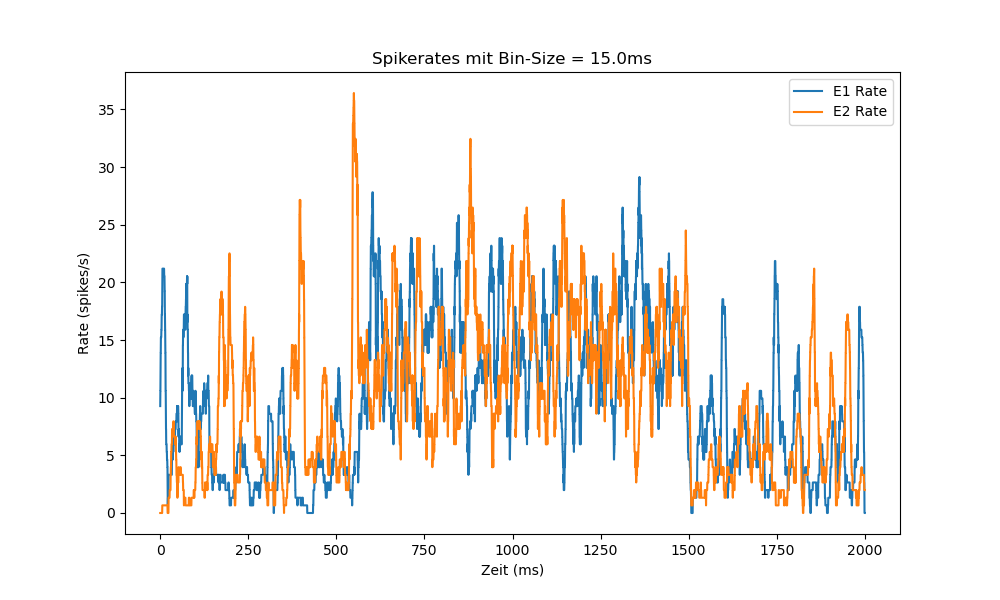 Spikerates mit Bin-Size = 15.0ms
E1 Rate
E2 Rate
Rate (spikes/s)
35
30
25
20
15
10
5
0
0 250 500 750 1000 1250 1500 1750 2000
Zeit (ms)